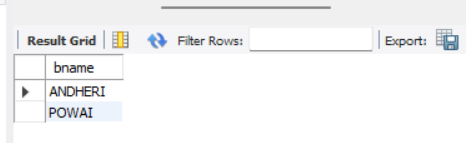 Result Grid Filter Rows: Export:
bname
ANDHERI
POWAI